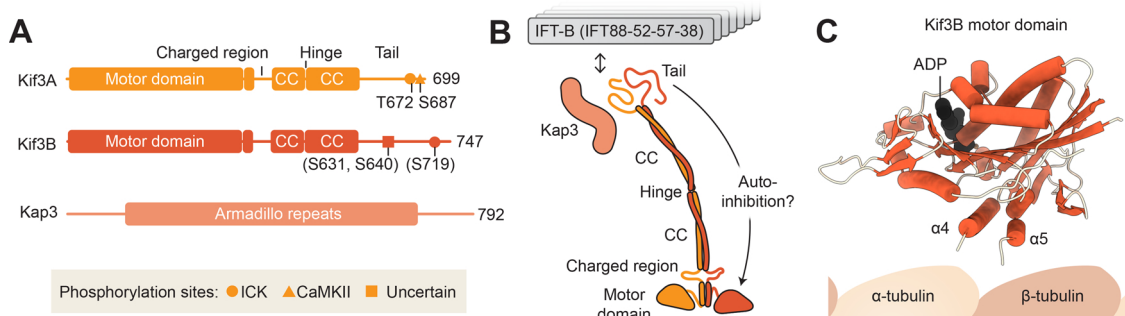 A
Charged region
Hinge
Tail
Kif3A
Motor domain
CC
CC
699
T672 S687
Kif3B
Motor domain
CC
CC
747
(S631, S640)
(S719)
Kap3
Armadillo repeats
792
Phosphorylation sites: ICK CaMKII Uncertain
B
IFT-B (IFT88-52-57-38)
Tail
Kap3
CC
Hinge
Auto-
inhibition?
CC
Charged region
Motor
domain
C
Kif3B motor domain
ADP
α4
α5
α-tubulin
β-tubulin